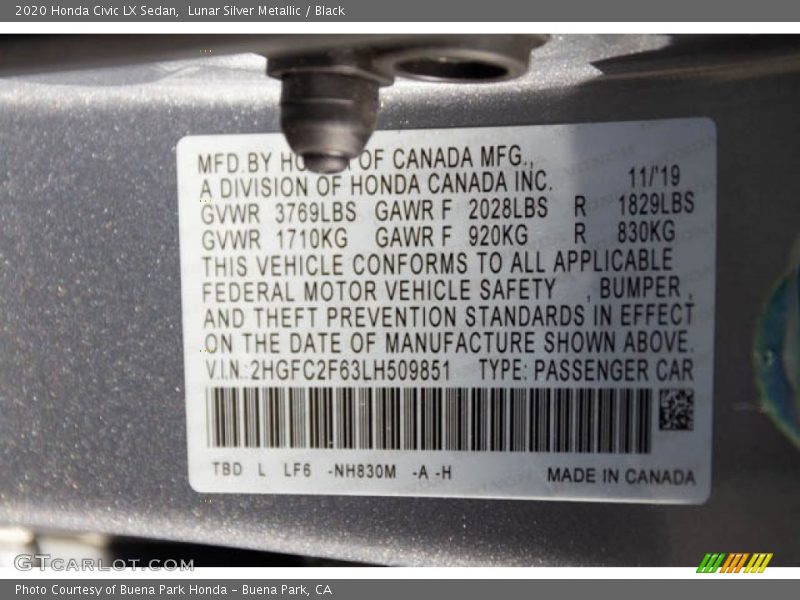 2020 Honda Civic LX Sedan,  Lunar Silver Metallic / Black
MFD.BY OF CANADA MFG.,
A DIVISION OF HONDA CANADA INC. 11/'19
GVWR 3769LBS GAWR F 2028LBS R 1829LBS
GVWR 1710KG GAWR F 920KG R 830KG
THIS VEHICLE CONFORMS TO ALL APPLICABLE
FEDERAL MOTOR VEHICLE SAFETY , BUMPER ,
AND THEFT PREVENTION STANDARDS IN EFFECT
ON THE DATE OF MANUFACTURE SHOWN ABOVE.
V.I.N.:2HGFC2F63LH509851 TYPE: PASSENGER CAR
TBD L LF6 -NH830M -A -H MADE IN CANADA
GTCARLOT.COM
Photo Courtesy of Buena Park Honda - Buena Park, CA